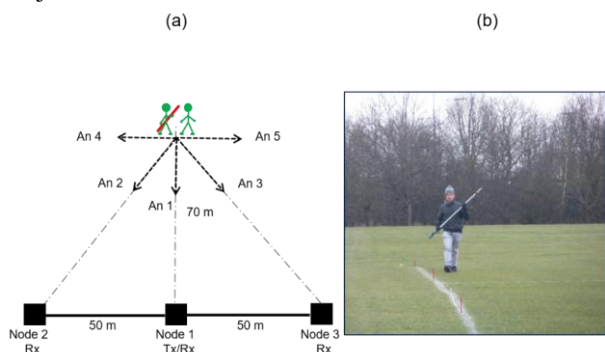 (a)
(b)
An 4
An 5
An 2
An 3
An 1
70 m
50 m
50 m
Node 2
Rx
Node 1
Tx/Rx
Node 3
Rx